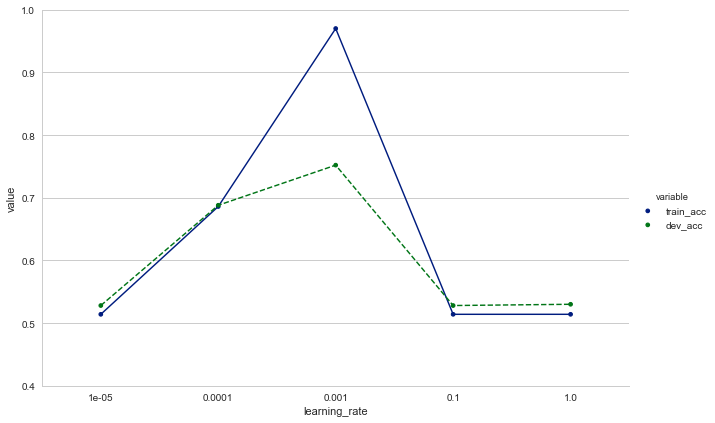 1.0
0.9
0.8
0.7
0.6
0.5
0.4
value
1e-05 0.0001 0.001 0.1 1.0
learning_rate
variable
train_acc
dev_acc